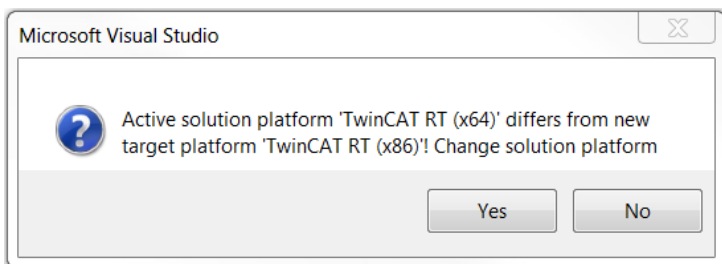 Microsoft Visual Studio
Active solution platform 'TwinCAT RT (x64)' differs from new
target platform 'TwinCAT RT (x86)'! Change solution platform
Yes No